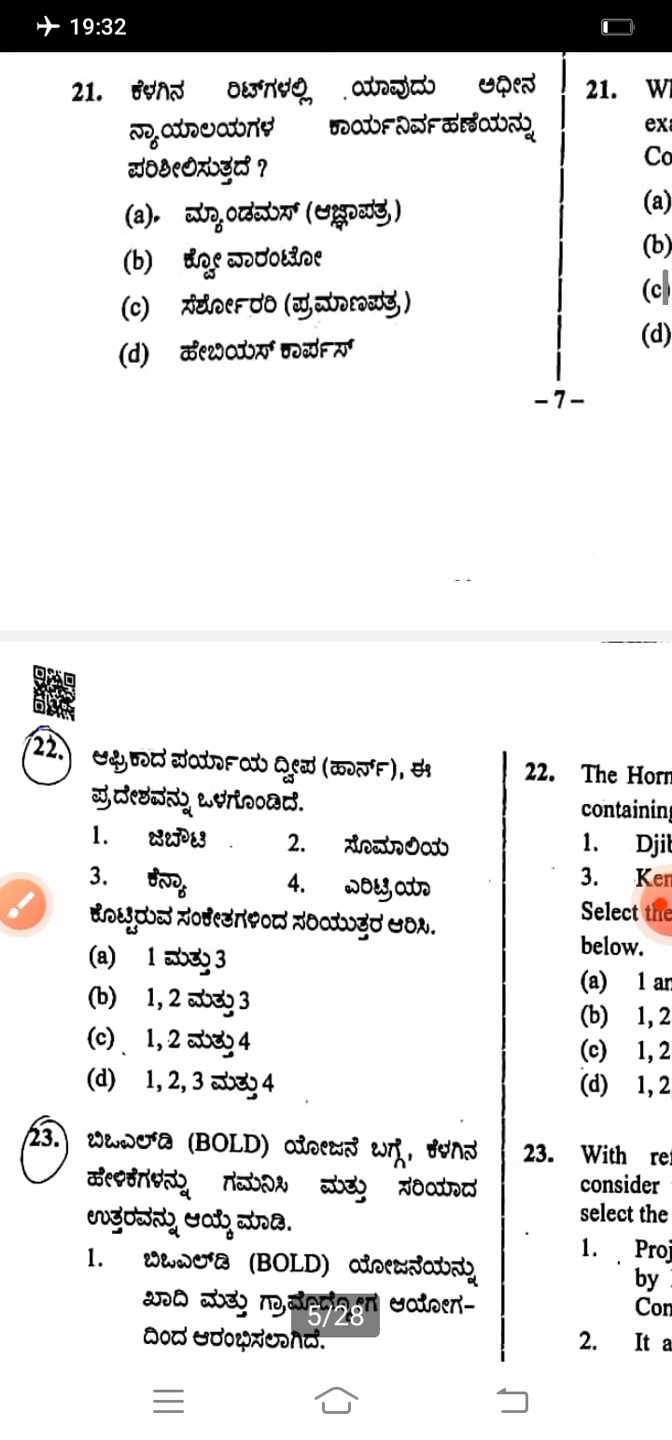 19:32
21. ಕೆಳಗಿನ ರಿಟ್‌ಗಳಲ್ಲಿ ಯಾವುದು ಅಧೀನ
ನ್ಯಾಯಾಲಯಗಳ ಕಾರ್ಯನಿರ್ವಹಣೆಯನ್ನು
ಪರಿಶೀಲಿಸುತ್ತದೆ ?
(a) ಮ್ಯಾಂಡಮಸ್ (ಆಜ್ಞಾಪತ್ರ)
(b) ಕ್ವೋ ವಾರಂಟೋ
(c) ಸೆರ್ಶೋರರಿ (ಪ್ರಮಾಣಪತ್ರ)
(d) ಹೇಬಿಯಸ್ ಕಾರ್ಪಸ್
21.
(a)
(b)
(c)
(d)
– 7 –
22. ಆಫ್ರಿಕಾದ ಪರ್ಯಾಯ ದ್ವೀಪ (ಹಾರ್ನ್), ಈ
ಪ್ರದೇಶವನ್ನು ಒಳಗೊಂಡಿದೆ.
1. ಜಿಬೌಟಿ 2. ಸೊಮಾಲಿಯ
3. ಕೆನ್ಯಾ 4. ಎರಿಟ್ರಿಯಾ
ಕೊಟ್ಟಿರುವ ಸಂಕೇತಗಳಿಂದ ಸರಿಯುತ್ತರ ಆರಿಸಿ.
(a) 1 ಮತ್ತು 3
(b) 1, 2 ಮತ್ತು 3
(c) 1, 2 ಮತ್ತು 4
(d) 1, 2, 3 ಮತ್ತು 4
23. ಬಿಒಎಲ್‌ಡಿ (BOLD) ಯೋಜನೆ ಬಗ್ಗೆ, ಕೆಳಗಿನ
ಹೇಳಿಕೆಗಳನ್ನು ಗಮನಿಸಿ ಮತ್ತು ಸರಿಯಾದ
ಉತ್ತರವನ್ನು ಆಯ್ಕೆ ಮಾಡಿ.
1. ಬಿಒಎಲ್‌ಡಿ (BOLD) ಯೋಜನೆಯನ್ನು
ಖಾದಿ ಮತ್ತು ಗ್ರಾಮೊದ್ಯೋಗ ಆಯೋಗ-
ದಿಂದ ಆರಂಭಿಸಲಾಗಿದೆ.
22. The Horn
containing
1. Djib
3. Ken
Select the
below.
(a) 1 an
(b) 1, 2
(c) 1, 2
(d) 1, 2
23. With re
consider
select the
1. Proj
by
Con
2. It a
5/28